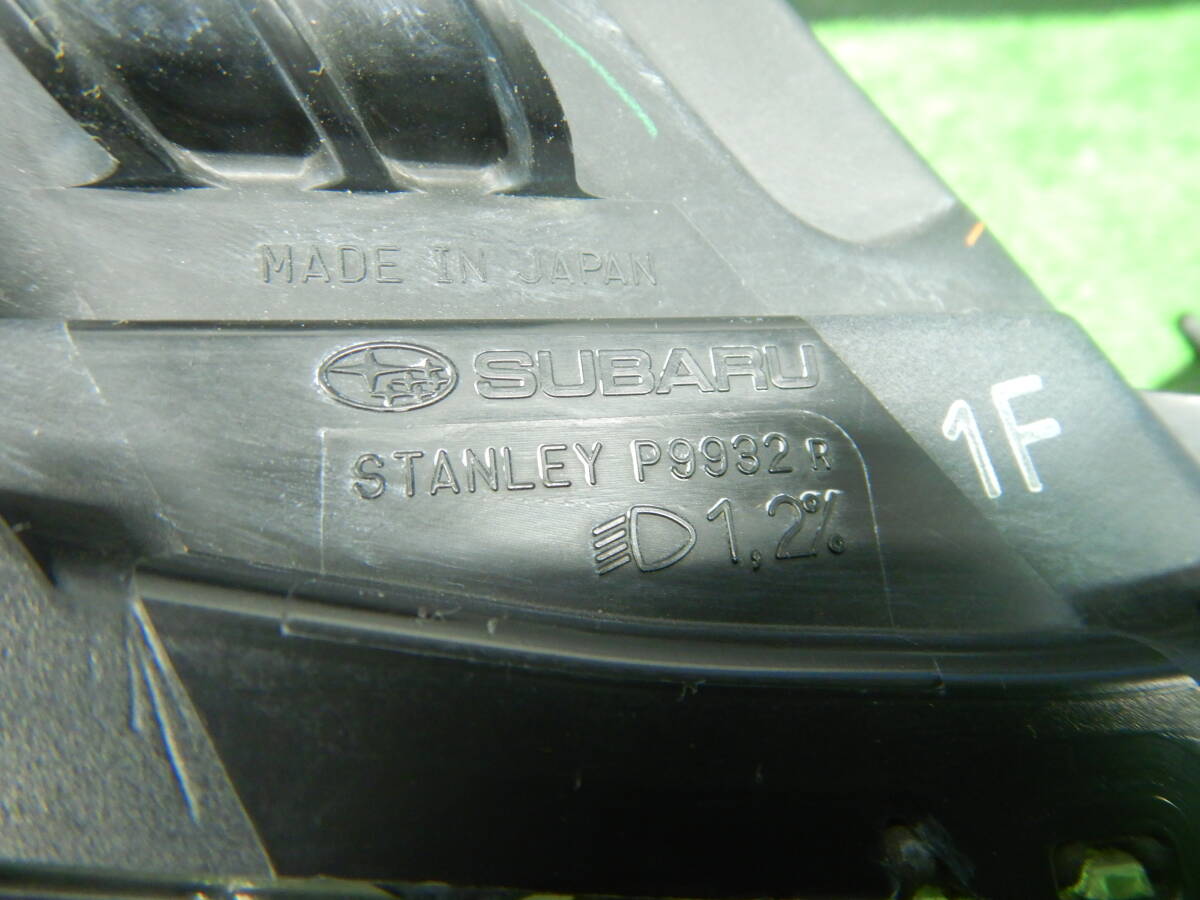 MADE IN JAPAN
SUBARU
1F
STANLEY P9932 R
1,2%